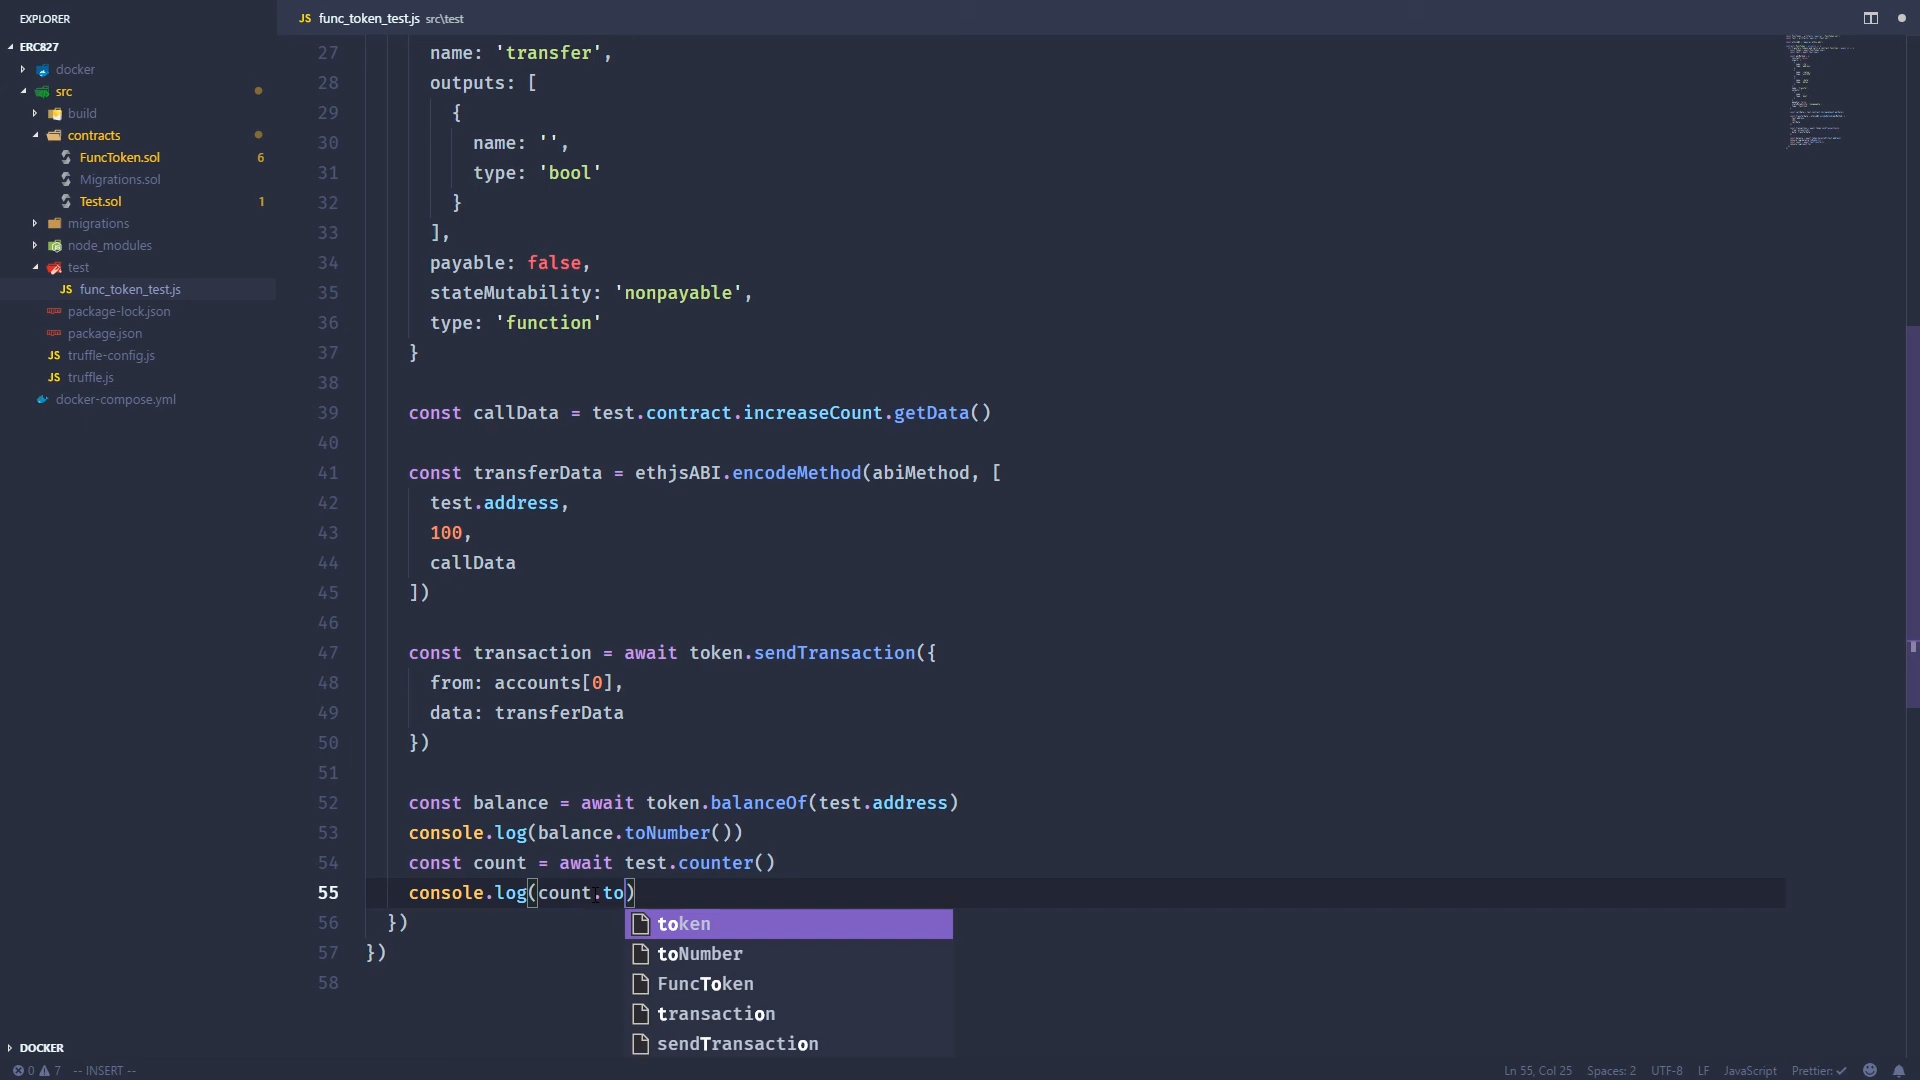 EXPLORER
ERC827
docker
src
build
contracts
FuncToken.sol 6
Migrations.sol
Test.sol 1
migrations
node_modules
test
JS func_token_test.js
package-lock.json
package.json
JS truffle-config.js
JS truffle.js
docker-compose.yml
DOCKER
JS func_token_test.js src\test
27 name: 'transfer',
28 outputs: [
29 {
30 name: '',
31 type: 'bool'
32 }
33 ],
34 payable: false,
35 stateMutability: 'nonpayable',
36 type: 'function'
37 }
38
39 const callData = test.contract.increaseCount.getData()
40
41 const transferData = ethjsABI.encodeMethod(abiMethod, [
42 test.address,
43 100,
44 callData
45 ])
46
47 const transaction = await token.sendTransaction({
48 from: accounts[0],
49 data: transferData
50 })
51
52 const balance = await token.balanceOf(test.address)
53 console.log(balance.toNumber())
54 const count = await test.counter()
55 console.log(count.to)
56 })
57 })
58
token
toNumber
FuncToken
transaction
sendTransaction
0 7 -- INSERT --
Ln 55, Col 25 Spaces: 2 UTF-8 LF JavaScript Prettier: ✓